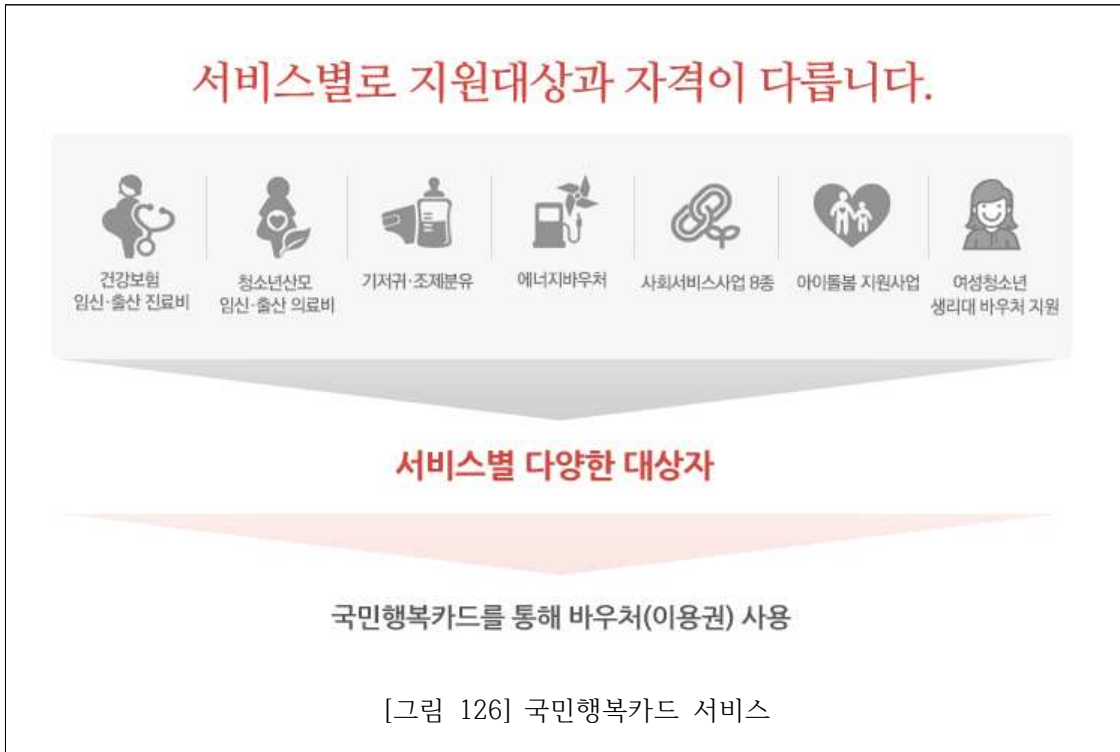 서비스별로 지원대상과 자격이 다릅니다.
건강보험
임신·출산 진료비
청소년산모
임신·출산 의료비
기저귀·조제분유
에너지바우처
사회서비스사업 8종
아이돌봄 지원사업
여성청소년
생리대 바우처 지원
서비스별 다양한 대상자
국민행복카드를 통해 바우처(이용권) 사용
[그림 126] 국민행복카드 서비스